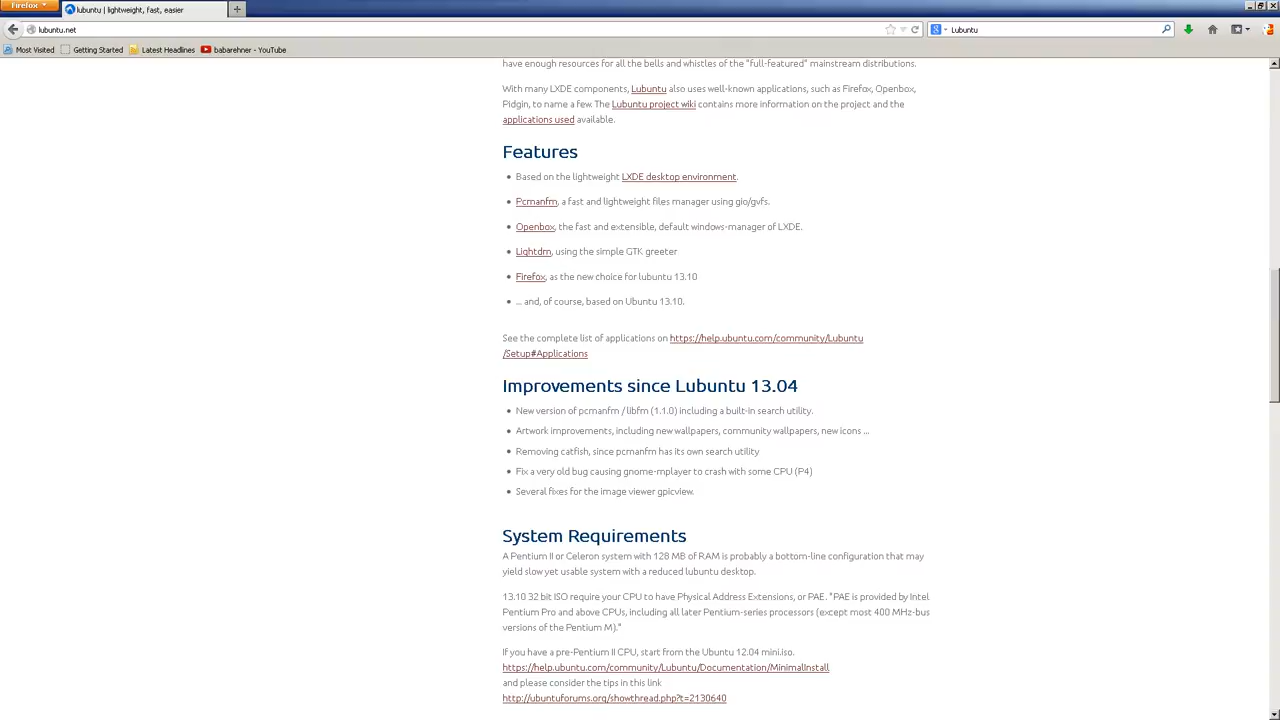 Firefox
lubuntu | lightweight, fast, easier
lubuntu.net
Lubuntu
Most Visited
Getting Started
Latest Headlines
babarehner - YouTube
have enough resources for all the bells and whistles of the "full-featured" mainstream distributions.
With many LXDE components, Lubuntu also uses well-known applications, such as Firefox, Openbox,
Pidgin, to name a few. The Lubuntu project wiki contains more information on the project and the
applications used available.
Features
• Based on the lightweight LXDE desktop environment.
• Pcmanfm, a fast and lightweight files manager using gio/gvfs.
• Openbox, the fast and extensible, default windows-manager of LXDE.
• Lightdm, using the simple GTK greeter
• Firefox, as the new choice for lubuntu 13.10
• ... and, of course, based on Ubuntu 13.10.
See the complete list of applications on https://help.ubuntu.com/community/Lubuntu
/Setup#Applications
Improvements since Lubuntu 13.04
• New version of pcmanfm / libfm (1.1.0) including a built-in search utility.
• Artwork improvements, including new wallpapers, community wallpapers, new icons ...
• Removing catfish, since pcmanfm has its own search utility
• Fix a very old bug causing gnome-mplayer to crash with some CPU (P4)
• Several fixes for the image viewer gpicview.
System Requirements
A Pentium II or Celeron system with 128 MB of RAM is probably a bottom-line configuration that may
yield slow yet usable system with a reduced lubuntu desktop.
13.10 32 bit ISO require your CPU to have Physical Address Extensions, or PAE. "PAE is provided by Intel
Pentium Pro and above CPUs, including all later Pentium-series processors (except most 400 MHz-bus
versions of the Pentium M)."
If you have a pre-Pentium II CPU, start from the Ubuntu 12.04 mini.iso.
https://help.ubuntu.com/community/Lubuntu/Documentation/MinimalInstall
and please consider the tips in this link
http://ubuntuforums.org/showthread.php?t=2130640